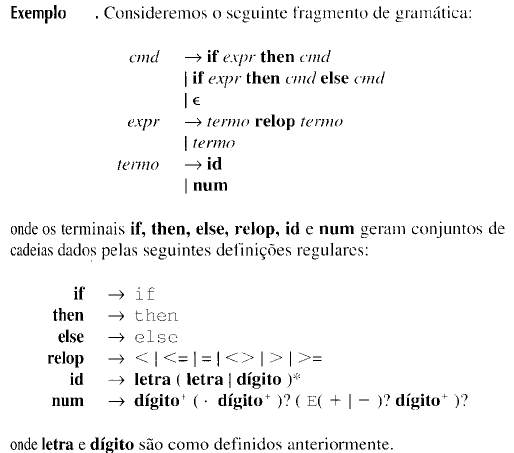 Exemplo . Consideremos o seguinte fragmento de gramática:
cmd → if expr then cmd
| if expr then cmd else cmd
| ϵ
expr → termo relop termo
| termo
termo → id
| num
onde os terminais if, then, else, relop, id e num geram conjuntos de
cadeias dados pelas seguintes definições regulares:
if → if
then → then
else → else
relop → < | <= | = | <> | > | >=
id → letra ( letra | dígito )*
num → dígito⁺ ( · dígito⁺ )? ( E( + | − )? dígito⁺ )?
onde letra e dígito são como definidos anteriormente.